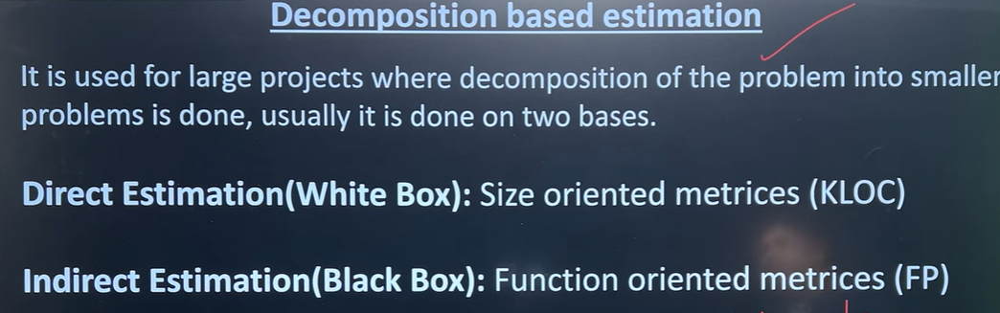 Decomposition based estimation
It is used for large projects where decomposition of the problem into smaller
problems is done, usually it is done on two bases.
Direct Estimation(White Box): Size oriented metrices (KLOC)
Indirect Estimation(Black Box): Function oriented metrices (FP)